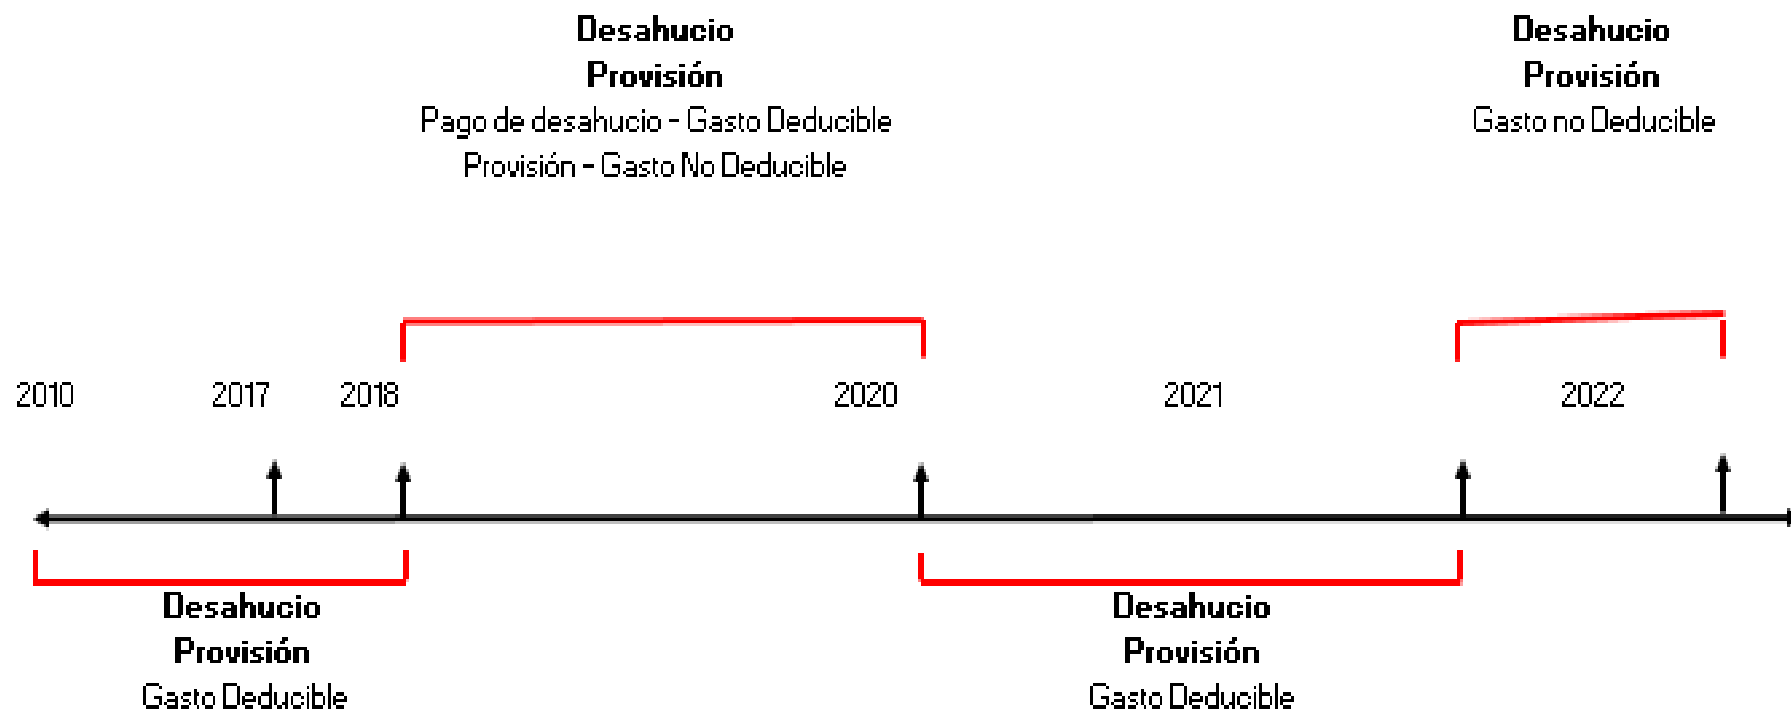 Desahucio
Provisión
Pago de desahucio - Gasto Deducible
Provisión - Gasto No Deducible
Desahucio
Provisión
Gasto no Deducible
2010
2017
2018
2020
2021
2022
Desahucio
Provisión
Gasto Deducible
Desahucio
Provisión
Gasto Deducible